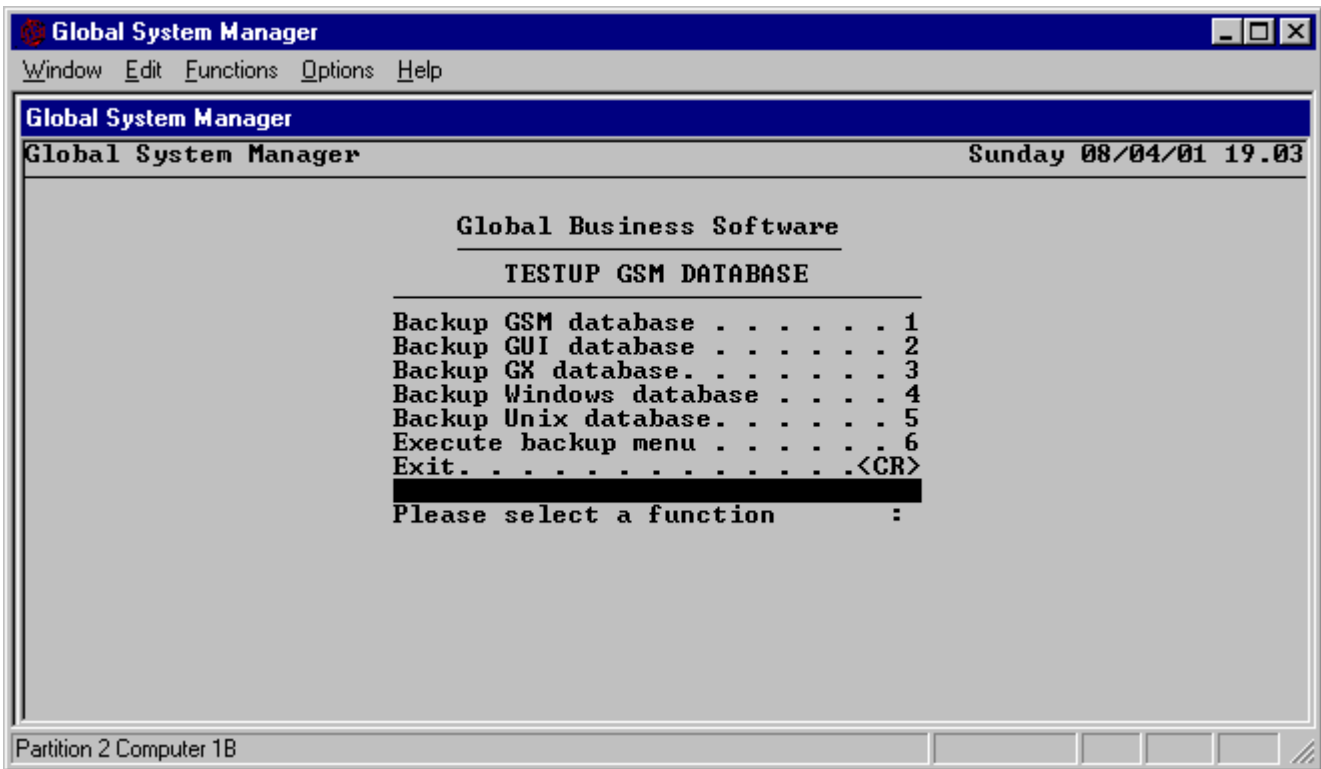 Global System Manager
Window Edit Functions Options Help
Global System Manager
Global System Manager Sunday 08/04/01 19.03
Global Business Software
TESTUP GSM DATABASE
Backup GSM database . . . . . . 1
Backup GUI database . . . . . . 2
Backup GX database. . . . . . . 3
Backup Windows database . . . . 4
Backup Unix database. . . . . . 5
Execute backup menu . . . . . . 6
Exit. . . . . . . . . . . . . .<CR>
Please select a function :
Partition 2 Computer 1B